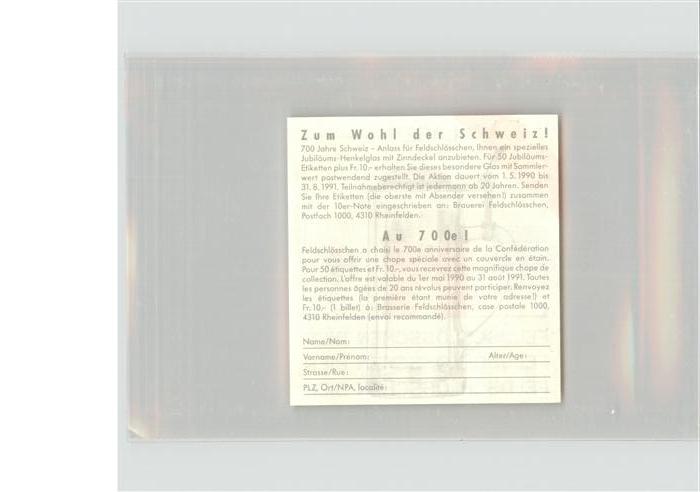 Zum Wohl der Schweiz!
700 Jahre Schweiz – Anlass für Feldschlösschen, Ihnen ein spezielles
Jubiläums-Henkelglas mit Zinndeckel anzubieten. Für 50 Jubiläums-
Etiketten plus Fr. 10.– erhalten Sie dieses besondere Glas mit Sammler-
wert postwendend zugestellt. Die Aktion dauert vom 1. 5. 1990 bis
31. 8. 1991. Teilnahmeberechtigt ist jedermann ab 20 Jahren. Senden
Sie Ihre Etiketten (die oberste mit Absender versehen!) zusammen
mit der 10er-Note eingeschrieben an: Brauerei Feldschlösschen,
Postfach 1000, 4310 Rheinfelden.
Au 700e!
Feldschlösschen a choisi le 700e anniversaire de la Confédération
pour vous offrir une chope spéciale avec un couvercle en étain.
Pour 50 étiquettes et Fr. 10.–, vous recevrez cette magnifique chope de
collection. L'offre est valable du 1er mai 1990 au 31 août 1991. Toutes
les personnes âgées de 20 ans révolus peuvent participer. Renvoyez
les étiquettes (la première étant munie de votre adresse!) et
Fr. 10.– (1 billet) à: Brasserie Feldschlösschen, case postale 1000,
4310 Rheinfelden (envoi recommandé).
Name/Nom:
Vorname/Prénom: Alter/Age:
Strasse/Rue:
PLZ, Ort/NPA, localité: